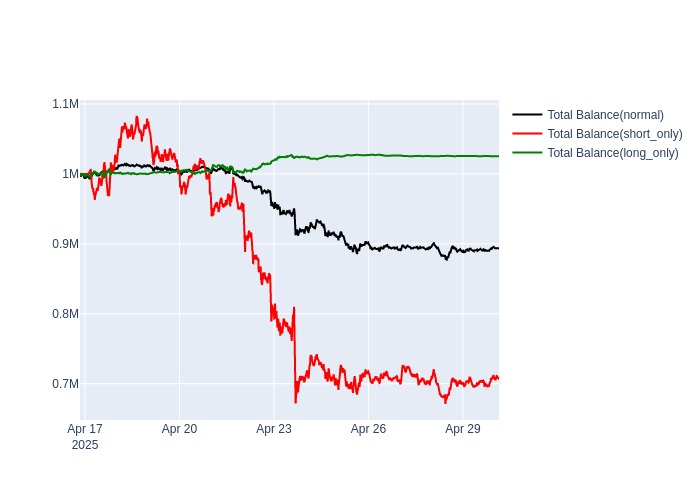 1.1M
1M
0.9M
0.8M
0.7M
Apr 17
2025
Apr 20
Apr 23
Apr 26
Apr 29
Total Balance(normal)
Total Balance(short_only)
Total Balance(long_only)